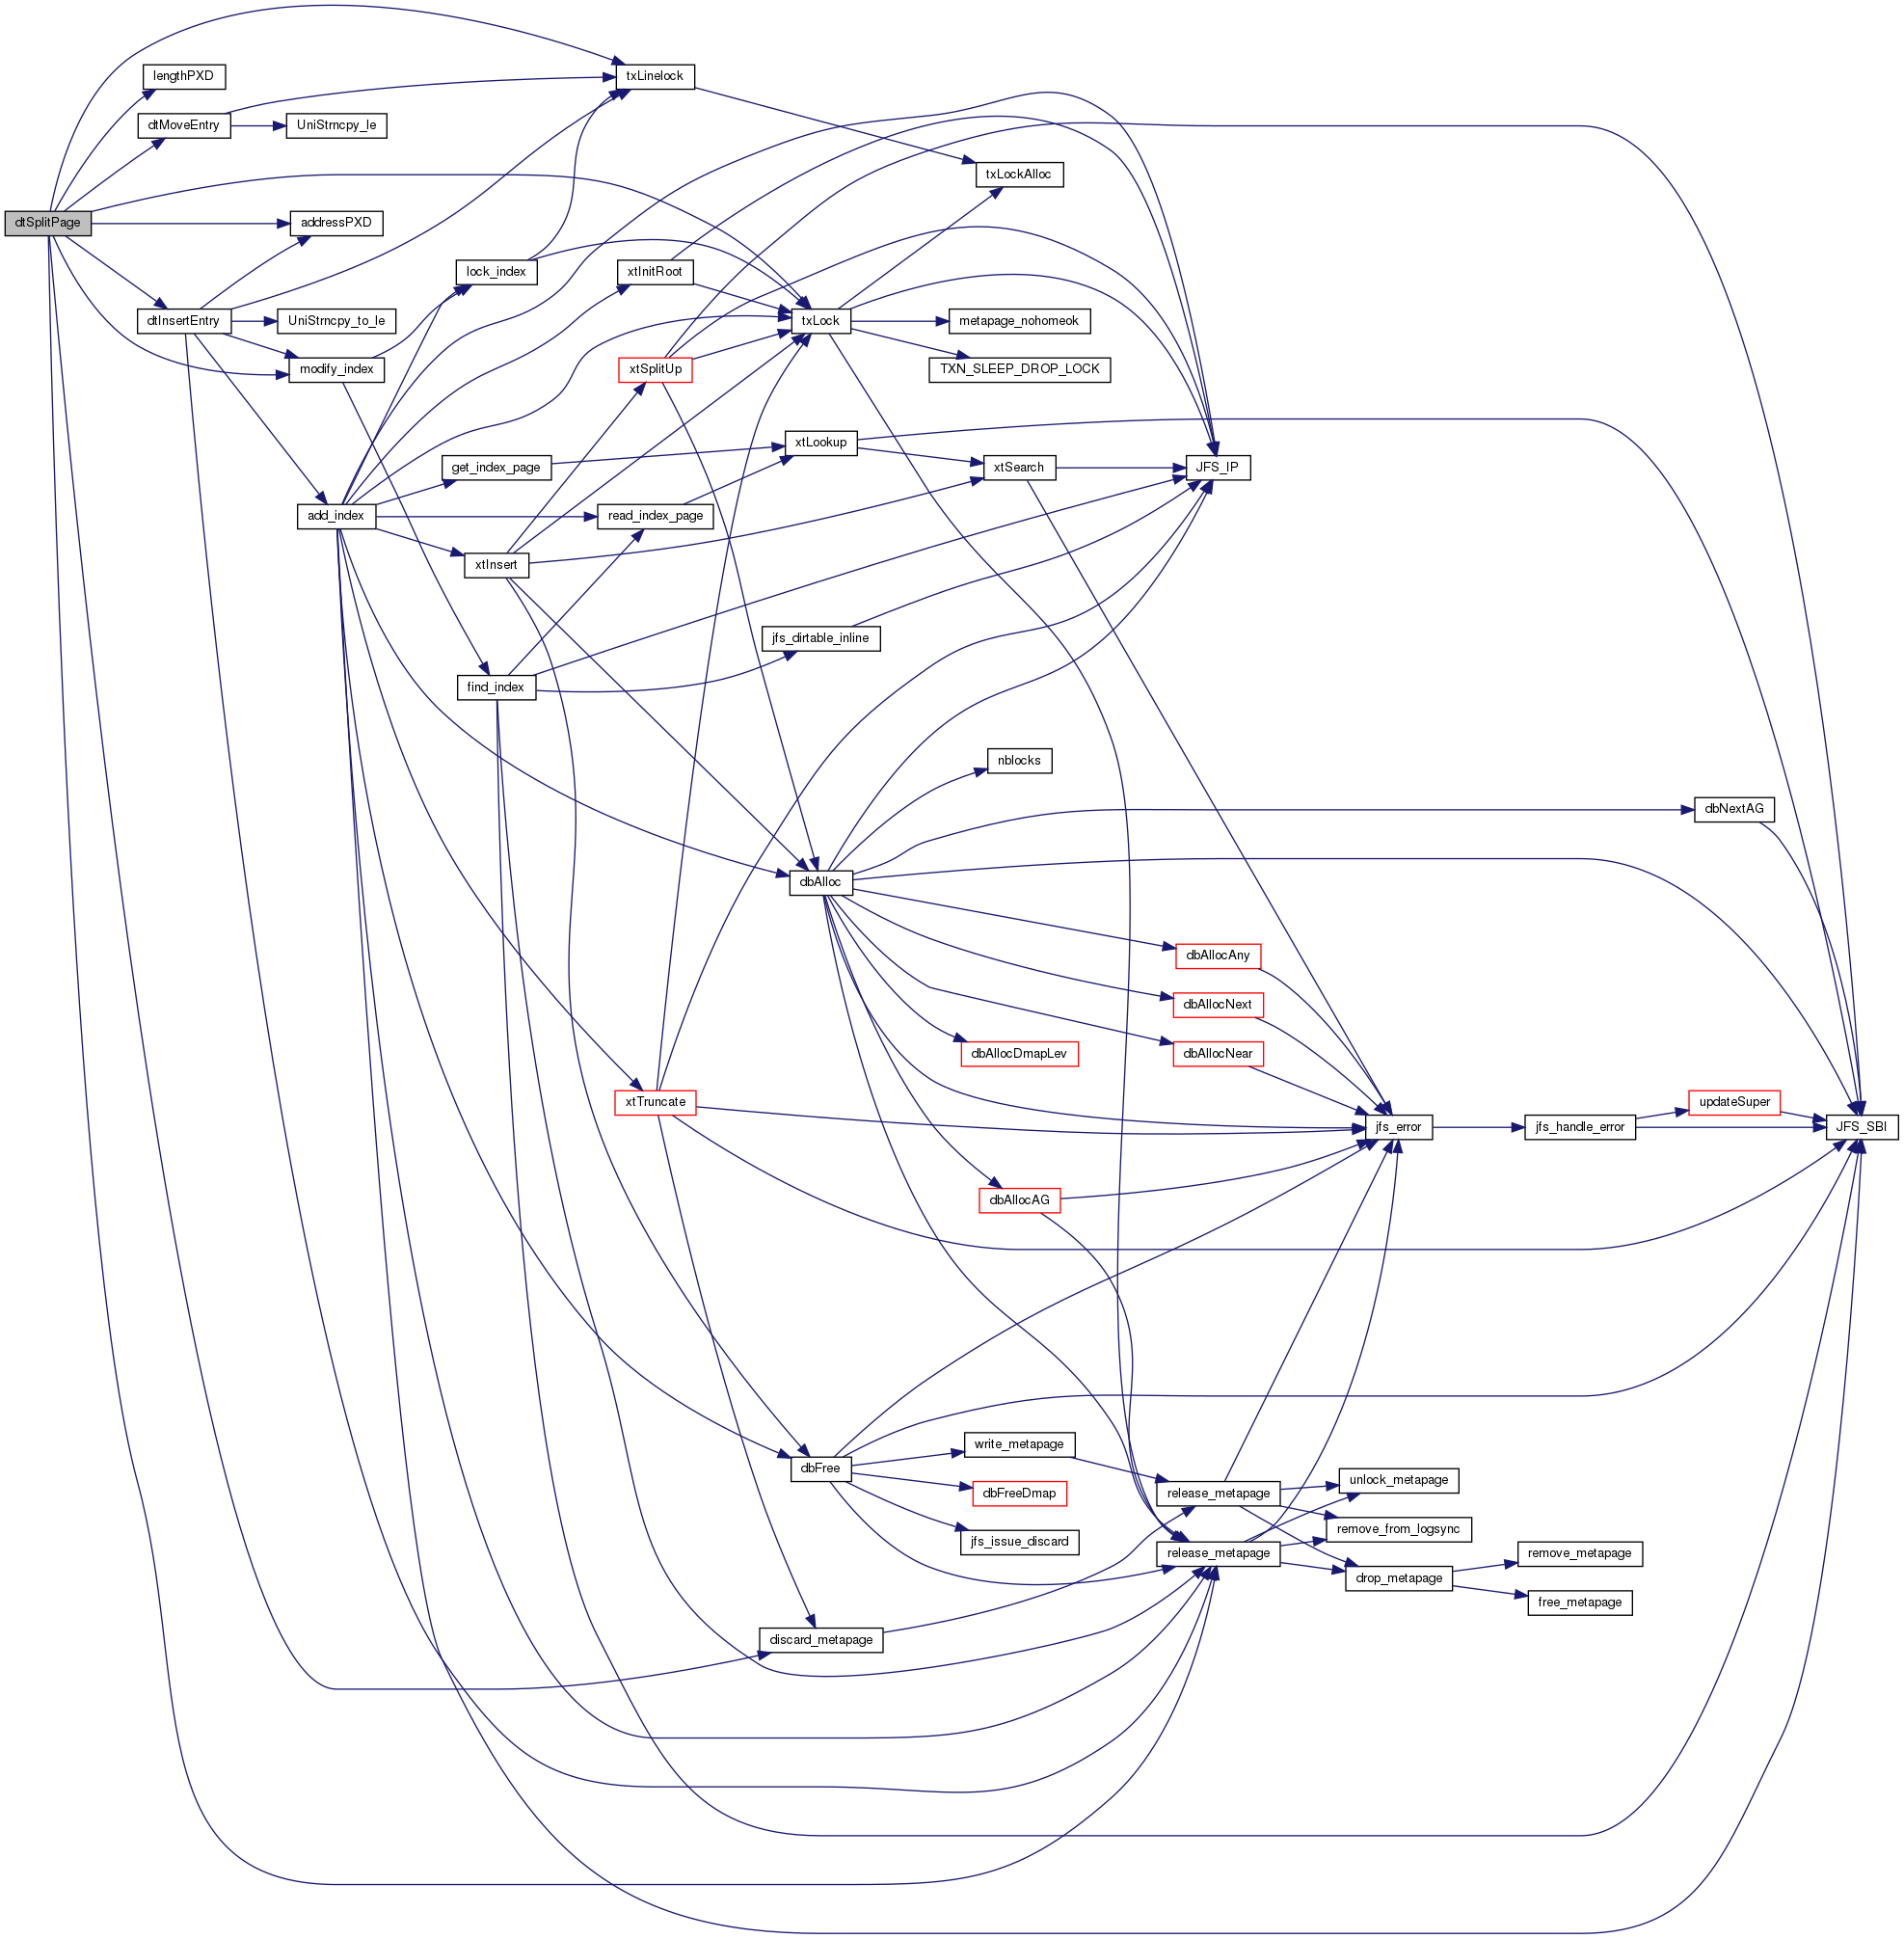 dtSplitPage
lengthPXD
dtMoveEntry
UniStrncpy_le
addressPXD
dtInsertEntry
UniStrncpy_to_le
modify_index
add_index
lock_index
get_index_page
xtInsert
find_index
txLinelock
xtInitRoot
xtSplitUp
read_index_page
xtTruncate
txLock
xtLookup
jfs_dirtable_inline
dbAlloc
dbFree
discard_metapage
txLockAlloc
metapage_nohomeok
TXN_SLEEP_DROP_LOCK
xtSearch
nblocks
dbAllocDmapLev
dbAllocAG
write_metapage
dbFreeDmap
jfs_issue_discard
JFS_IP
dbAllocAny
dbAllocNext
dbAllocNear
release_metapage
release_metapage
jfs_error
unlock_metapage
remove_from_logsync
drop_metapage
jfs_handle_error
remove_metapage
free_metapage
dbNextAG
updateSuper
JFS_SBI